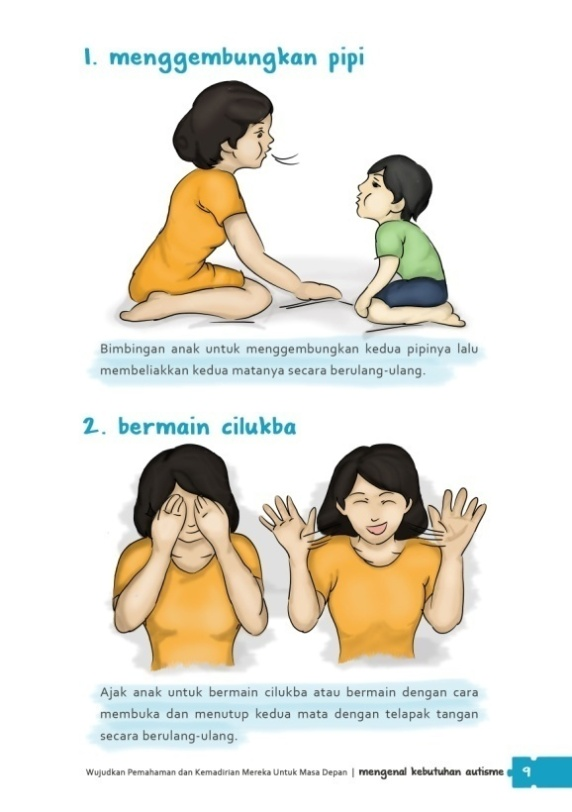 1. menggembungkan pipi
Bimbingan anak untuk menggembungkan kedua pipinya lalu
membeliakkan kedua matanya secara berulang-ulang.
2. bermain cilukba
Ajak anak untuk bermain cilukba atau bermain dengan cara
membuka dan menutup kedua mata dengan telapak tangan
secara berulang-ulang.
Wujudkan Pemahaman dan Kemadirian Mereka Untuk Masa Depan | mengenal kebutuhan autisme 9